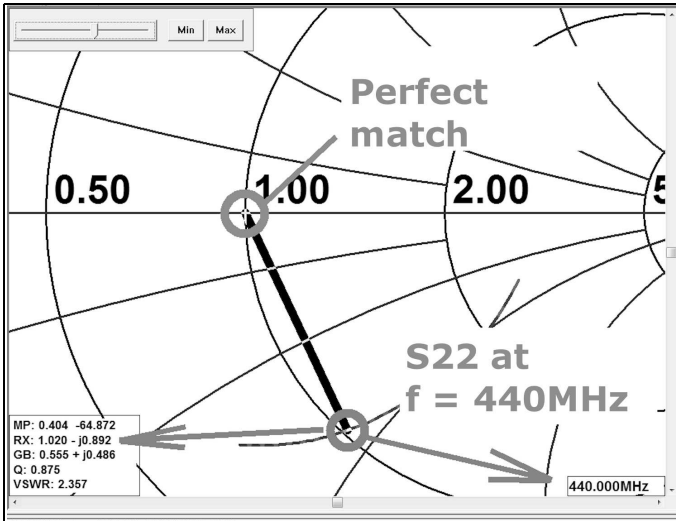 Min Max
Perfect
match
0.50 1.00 2.00 5
S22 at
f = 440MHz
MP: 0.404 -64.872
RX: 1.020 - j0.892
GB: 0.555 + j0.486
Q: 0.875
VSWR: 2.357
440.000MHz